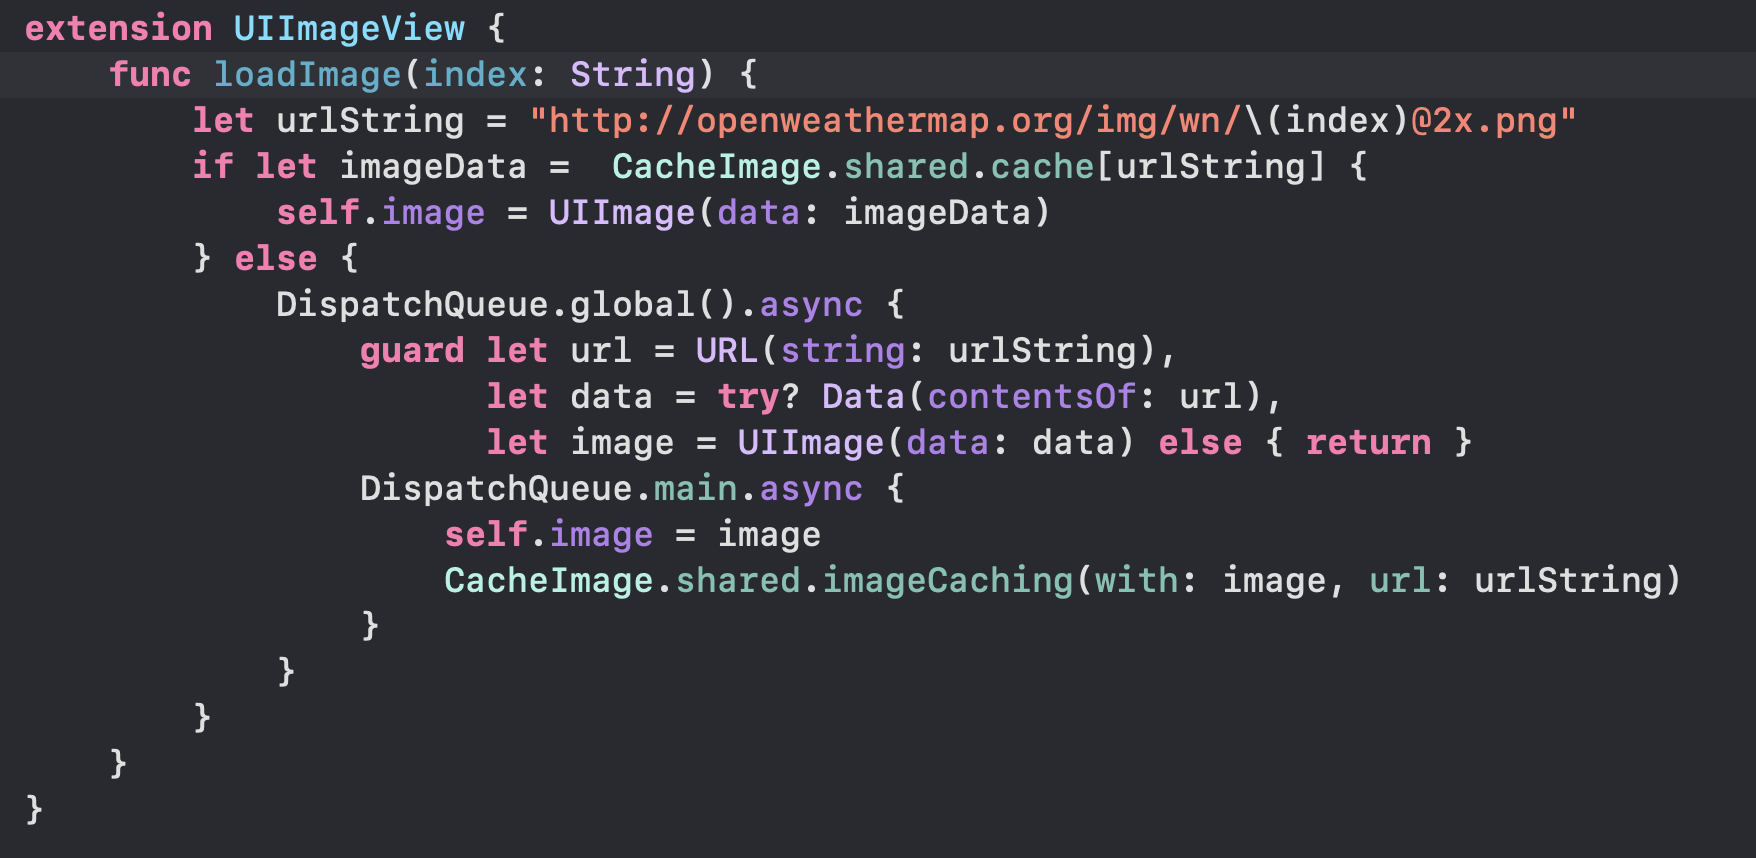 extension UIImageView {
    func loadImage(index: String) {
        let urlString = "http://openweathermap.org/img/wn/\(index)@2x.png"
        if let imageData =  CacheImage.shared.cache[urlString] {
            self.image = UIImage(data: imageData)
        } else {
            DispatchQueue.global().async {
                guard let url = URL(string: urlString),
                      let data = try? Data(contentsOf: url),
                      let image = UIImage(data: data) else { return }
                DispatchQueue.main.async {
                    self.image = image
                    CacheImage.shared.imageCaching(with: image, url: urlString)
                }
            }
        }
    }
}